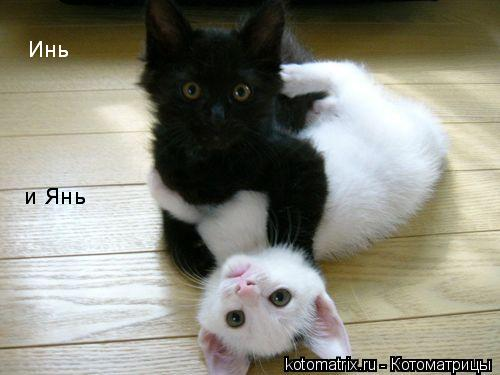 Инь
и Янь
kotomatrix.ru - Котоматрицы